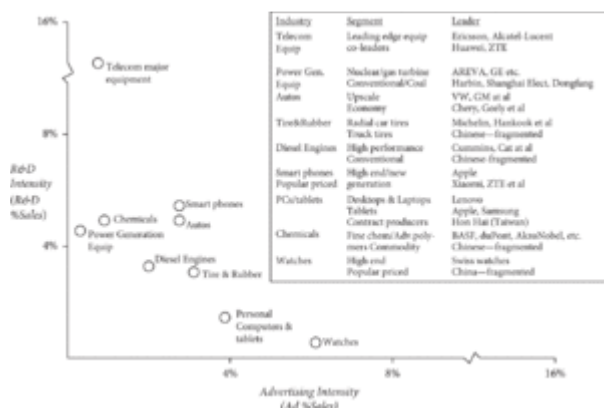 16%
Telecom major
equipment
8%
R&D
Intensity
(R&D
%Sales)
Smart phones
Chemicals
Autos
Power Generation
Equip
4%
Diesel Engines
Tire & Rubber
Personal
Computers &
tablets
Watches
4%
8%
16%
Advertising Intensity
(Ad %Sales)
Industry Segment Leader
Telecom Leading edge equip Ericsson, Alcatel-Lucent
Equip co-leaders Huawei, ZTE
Power Gen. Nuclear/gas turbine AREVA, GE etc.
Equip Conventional/Coal Harbin, Shanghai Elect, Dongfang
Autos Upscale VW, GM et al
Economy Chery, Geely et al
Tire&Rubber Radial car tires Michelin, Hankook et al
Truck tires Chinese—fragmented
Diesel Engines High performance Cummins, Cat at al
Conventional Chinese-fragmented
Smart phones High end/new Apple
Popular priced generation Xiaomi, ZTE et al
PCs/tablets Desktops & Laptops Lenovo
Tablets Apple, Samsung
Contract producers Hon Hai (Taiwan)
Chemicals Fine chem/Adv poly- BASF, duPont, AkzoNobel, etc.
mers Commodity Chinese—fragmented
Watches High end Swiss watches
Popular priced China—fragmented